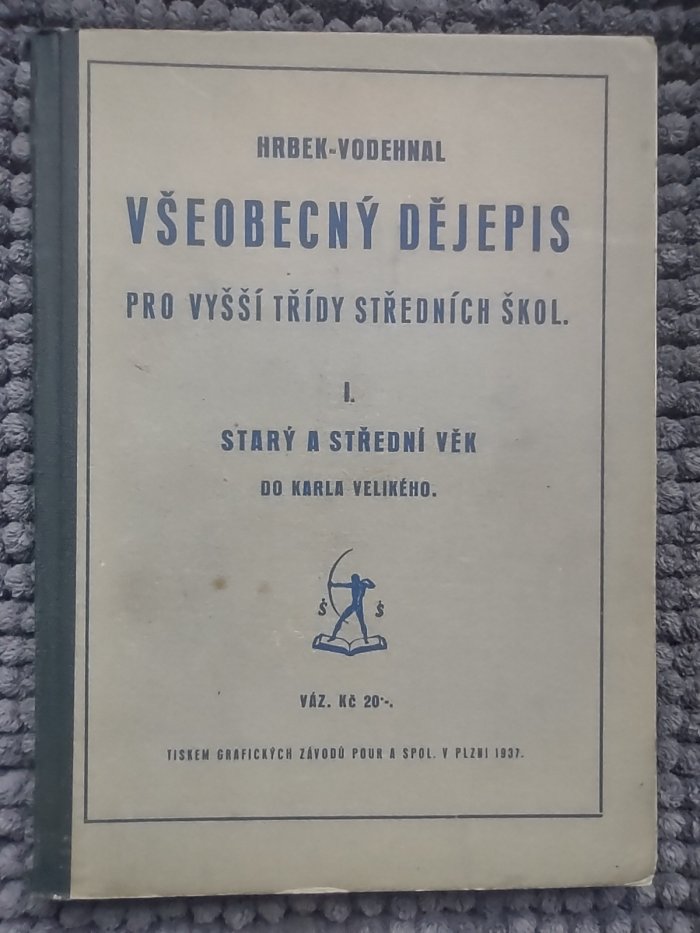 HRBEK-VODEHNAL
VŠEOBECNÝ DĚJEPIS
PRO VYŠŠÍ TŘÍDY STŘEDNÍCH ŠKOL.
I.
STARÝ A STŘEDNÍ VĚK
DO KARLA VELIKÉHO.
Š Š
VÁZ. KČ 20·-.
TISKEM GRAFICKÝCH ZÁVODŮ POUR A SPOL. V PLZNI 1937.